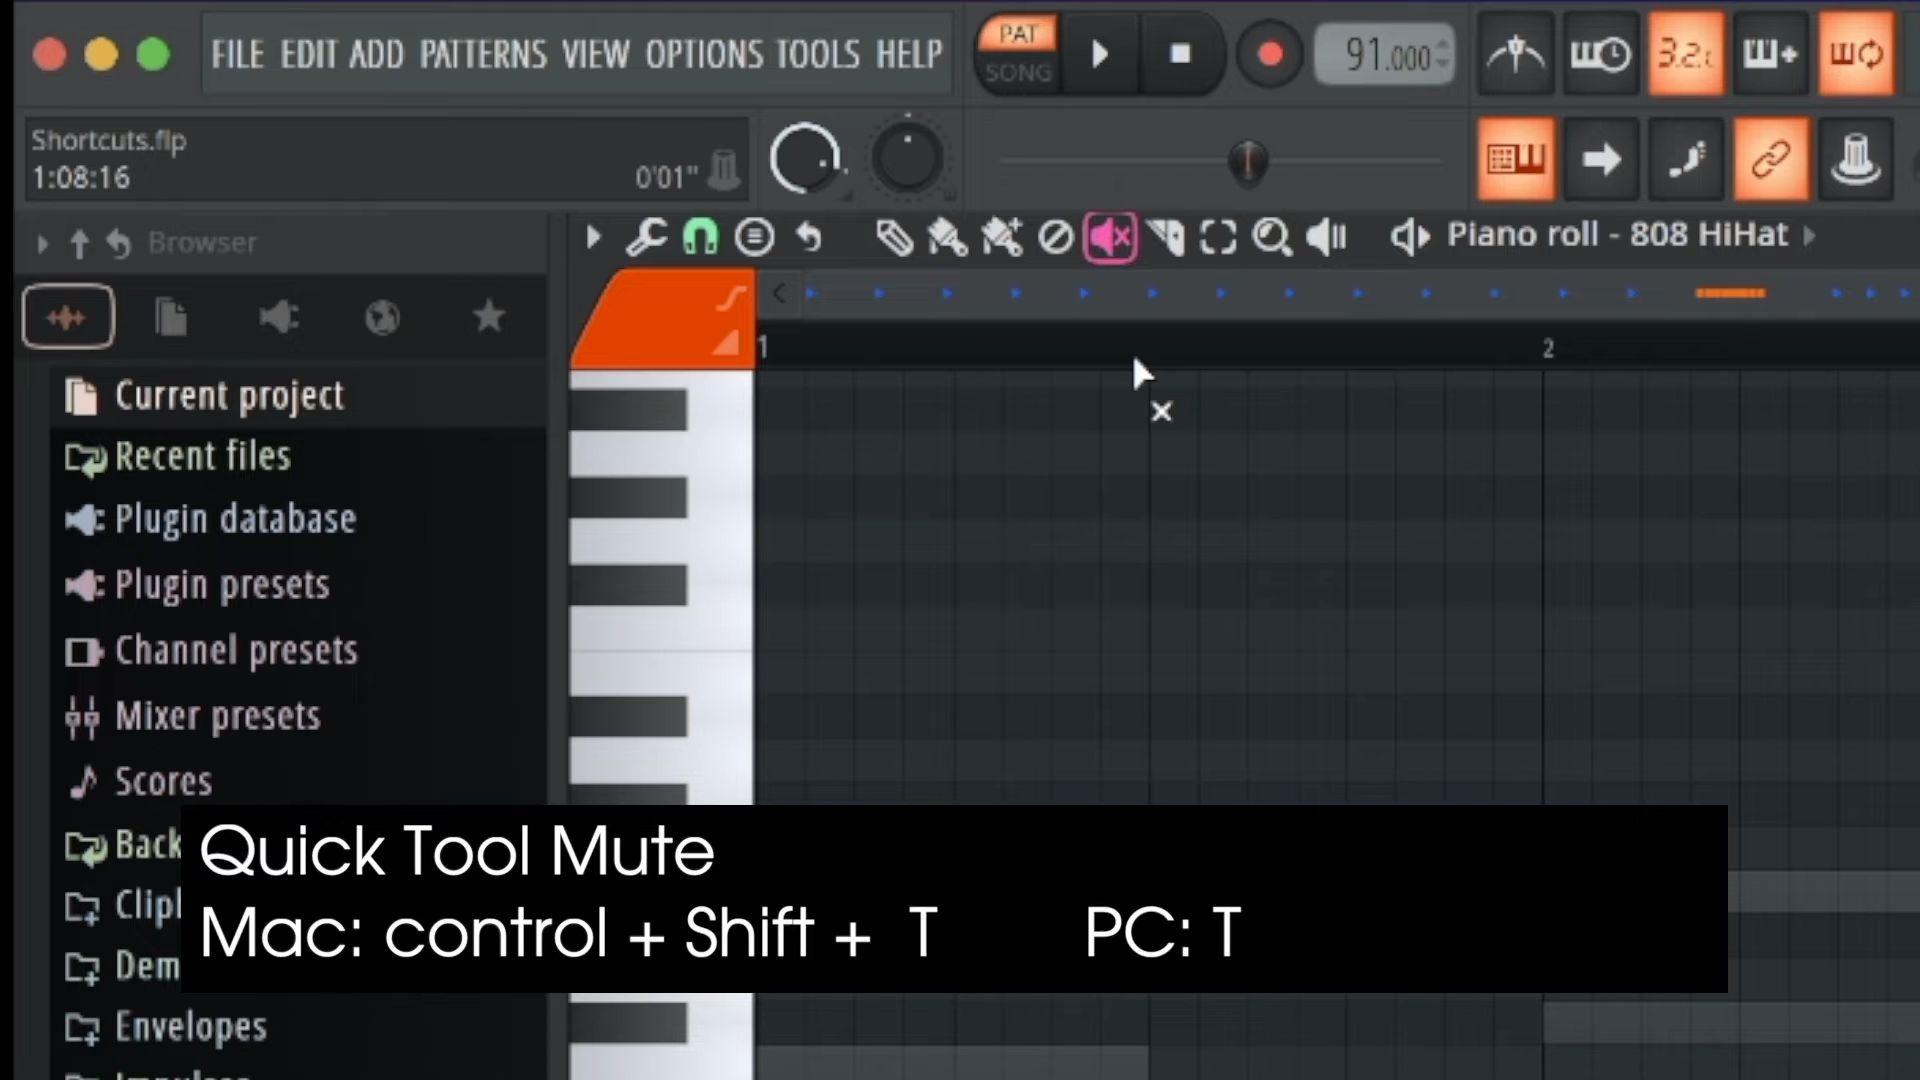 FILE EDIT ADD PATTERNS VIEW OPTIONS TOOLS HELP
PAT
SONG
91.000
3.2.
Shortcuts.flp
1:08:16
0'01"
Browser
Piano roll - 808 HiHat
1
2
Current project
Recent files
Plugin database
Plugin presets
Channel presets
Mixer presets
Scores
Back
Quick Tool Mute
Clip
Mac: control + Shift + T PC: T
Dem
Envelopes